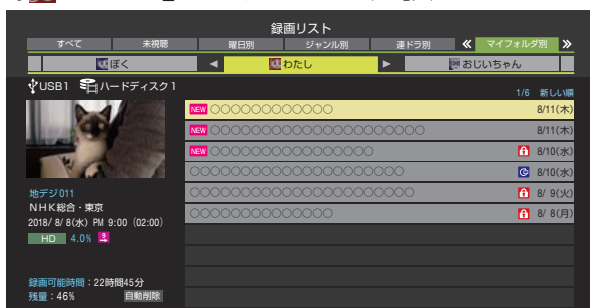 録画リスト
すべて 未視聴 曜日別 ジャンル別 連ドラ別 マイフォルダ別
ぼく わたし おじいちゃん
USB1 ハードディスク1
1/6 新しい順
NEW ○○○○○○○○○○○○ 8/11(木)
NEW ○○○○○○○○○○○○○○○○○○○○○ 8/11(木)
NEW ○○○○○○○○○○○○○○○○ 8/10(水)
○○○○○○○○○○○○○○○○○○○○○ 8/10(水)
○○○○○○○○○○○○○○○○○○○○○○ 8/ 9(火)
○○○○○○○○○○○○○○ 8/ 8(月)
地デジ011
NHK総合・東京
2018/ 8/ 8(水) PM 9:00 (02:00)
HD 4.0%
録画可能時間:22時間45分
残量:46% 自動削除